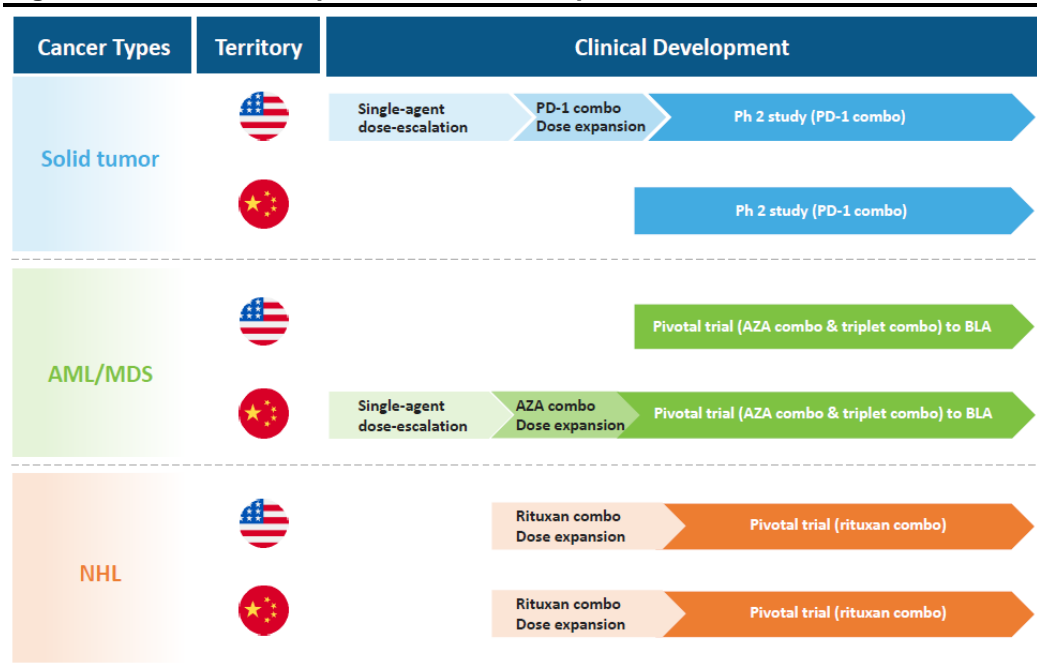 Cancer Types
Territory
Clinical Development
Solid tumor
Single-agent
dose-escalation
PD-1 combo
Dose expansion
Ph 2 study (PD-1 combo)
Ph 2 study (PD-1 combo)
AML/MDS
Pivotal trial (AZA combo & triplet combo) to BLA
Single-agent
dose-escalation
AZA combo
Dose expansion
Pivotal trial (AZA combo & triplet combo) to BLA
NHL
Rituxan combo
Dose expansion
Pivotal trial (rituxan combo)
Rituxan combo
Dose expansion
Pivotal trial (rituxan combo)